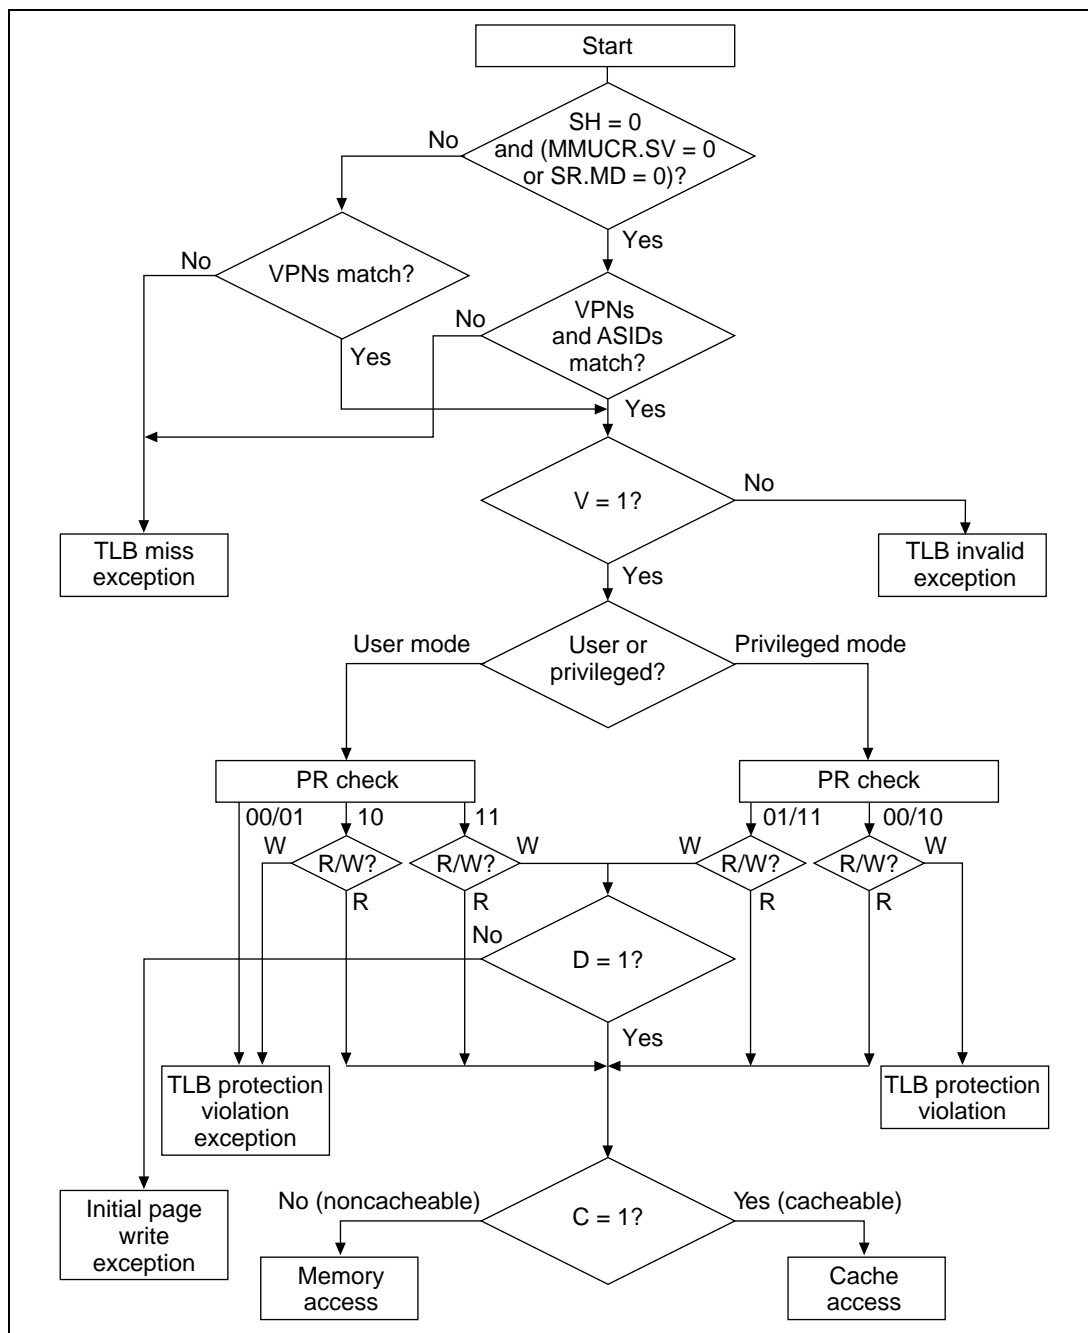 Start
SH = 0
and (MMUCR.SV = 0
or SR.MD = 0)?
No
Yes
VPNs match?
No
Yes
VPNs
and ASIDs
match?
No
Yes
V = 1?
No
Yes
TLB miss
exception
TLB invalid
exception
User mode
User or
privileged?
Privileged mode
PR check
PR check
00/01
10
11
01/11
00/10
W
R/W?
R/W?
W
W
R/W?
R/W?
W
R
R
R
R
No
D = 1?
Yes
TLB protection
violation
exception
TLB protection
violation
Initial page
write
exception
No (noncacheable)
C = 1?
Yes (cacheable)
Memory
access
Cache
access